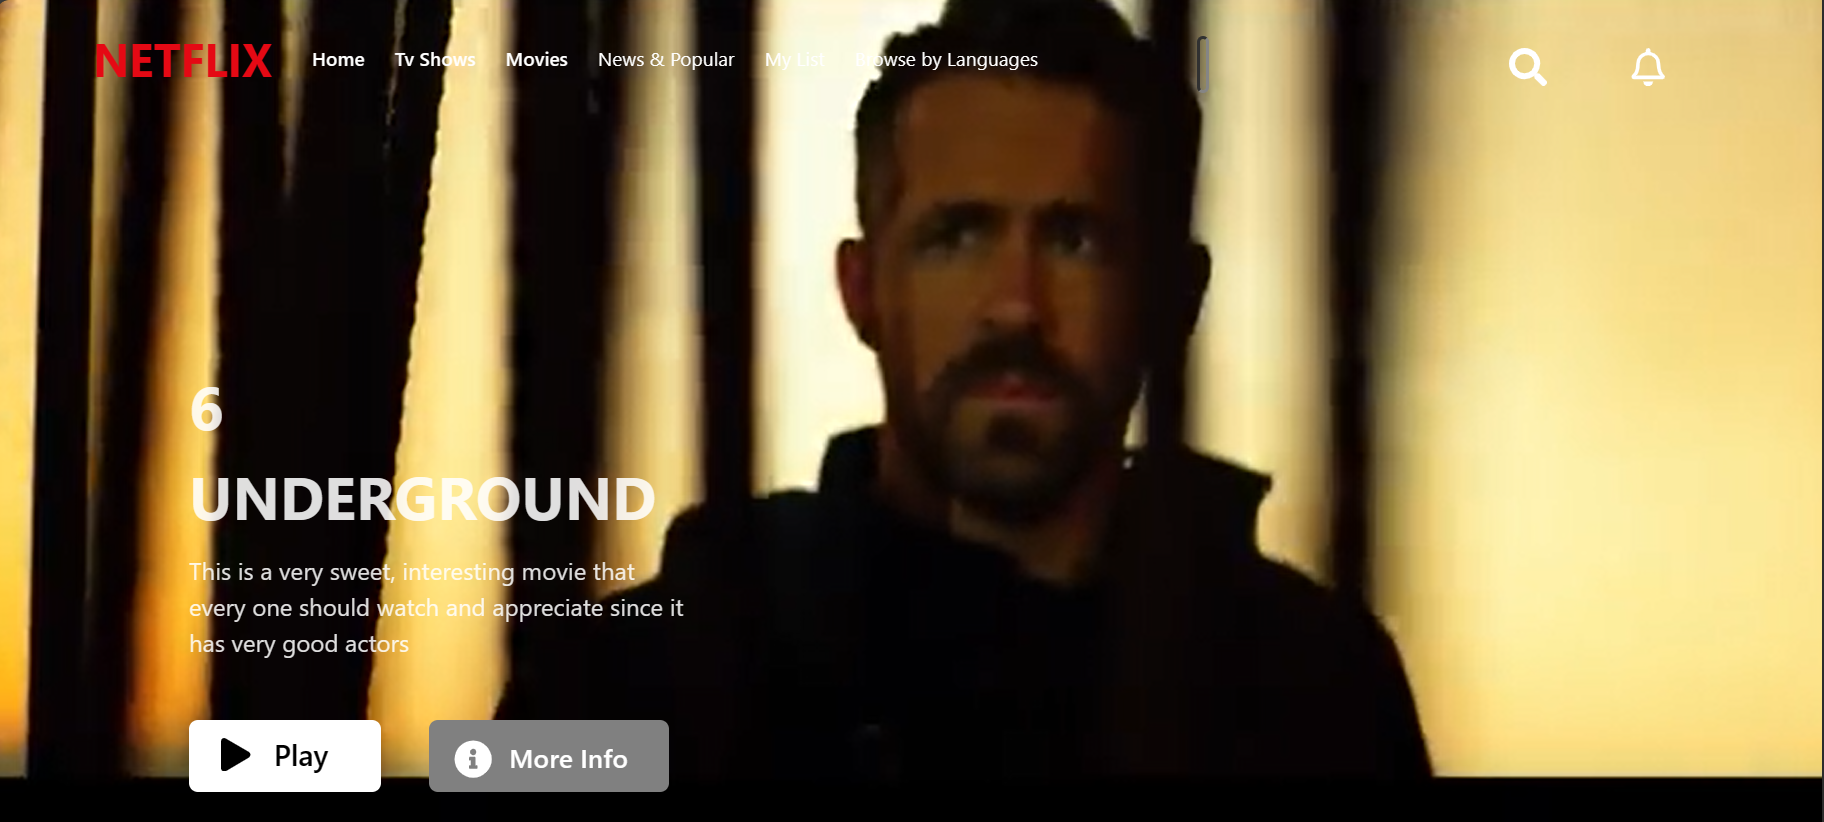 NETFLIX Home Tv Shows Movies News & Popular My List Browse by Languages
6
UNDERGROUND
This is a very sweet, interesting movie that
every one should watch and appreciate since it
has very good actors
Play More Info